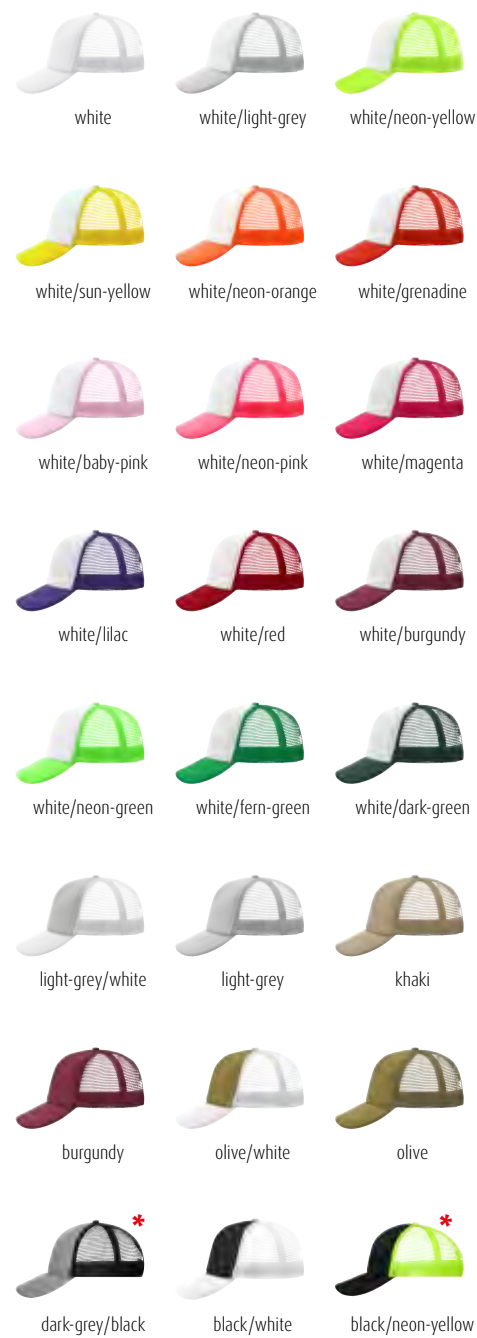 white
white/light-grey
white/neon-yellow
white/sun-yellow
white/neon-orange
white/grenadine
white/baby-pink
white/neon-pink
white/magenta
white/lilac
white/red
white/burgundy
white/neon-green
white/fern-green
white/dark-green
light-grey/white
light-grey
khaki
burgundy
olive/white
olive
*
*
dark-grey/black
black/white
black/neon-yellow